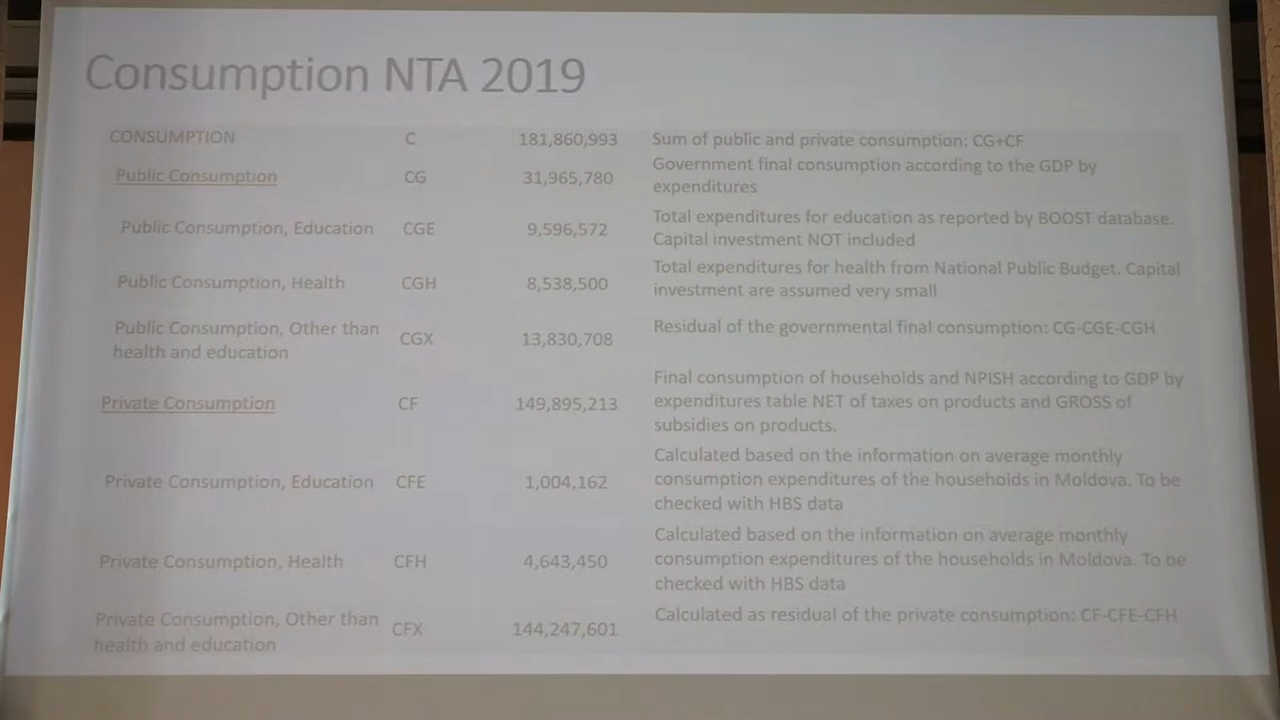 Consumption NTA 2019
CONSUMPTION C 181,860,993 Sum of public and private consumption: CG+CF
Public Consumption CG 31,965,780 Government final consumption according to the GDP by
expenditures
Public Consumption, Education CGE 9,596,572 Total expenditures for education as reported by BOOST database.
Capital investment NOT included
Public Consumption, Health CGH 8,538,500 Total expenditures for health from National Public Budget. Capital
investment are assumed very small
Public Consumption, Other than
health and education CGX 13,830,708 Residual of the governmental final consumption: CG-CGE-CGH
Private Consumption CF 149,895,213 Final consumption of households and NPISH according to GDP by
expenditures table NET of taxes on products and GROSS of
subsidies on products.
Private Consumption, Education CFE 1,004,162 Calculated based on the information on average monthly
consumption expenditures of the households in Moldova. To be
checked with HBS data
Private Consumption, Health CFH 4,643,450 Calculated based on the information on average monthly
consumption expenditures of the households in Moldova. To be
checked with HBS data
Private Consumption, Other than
health and education CFX 144,247,601 Calculated as residual of the private consumption: CF-CFE-CFH